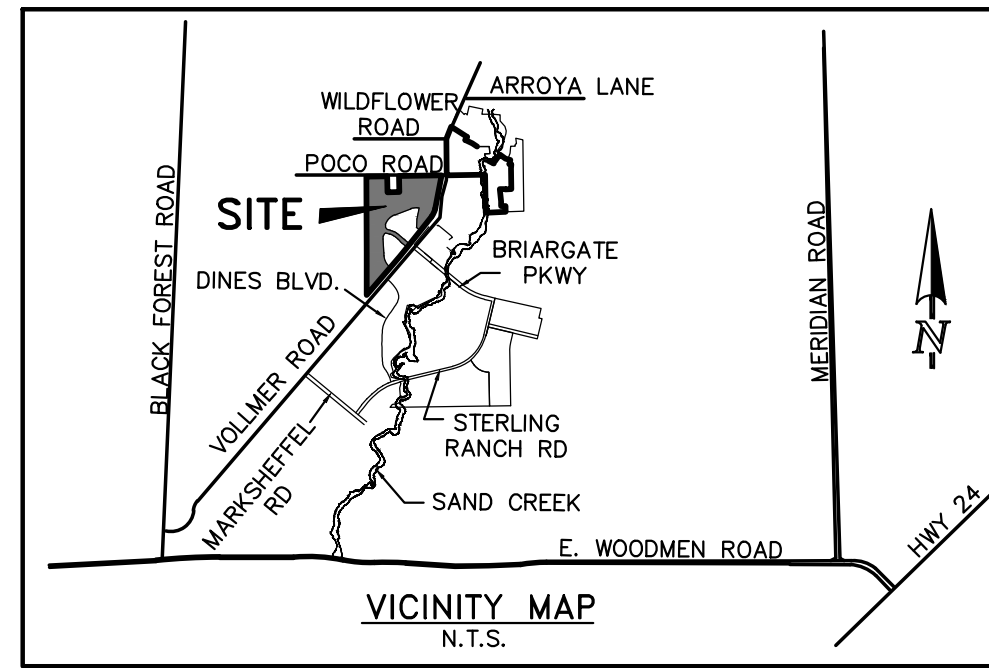 ARROYA LANE
WILDFLOWER
ROAD
POCO ROAD
SITE
BLACK FOREST ROAD
MERIDIAN ROAD
BRIARGATE
PKWY
DINES BLVD.
N
VOLLMER ROAD
MARKSHEFFEL
RD
STERLING
RANCH RD
SAND CREEK
HWY 24
E. WOODMEN ROAD
VICINITY MAP
N.T.S.